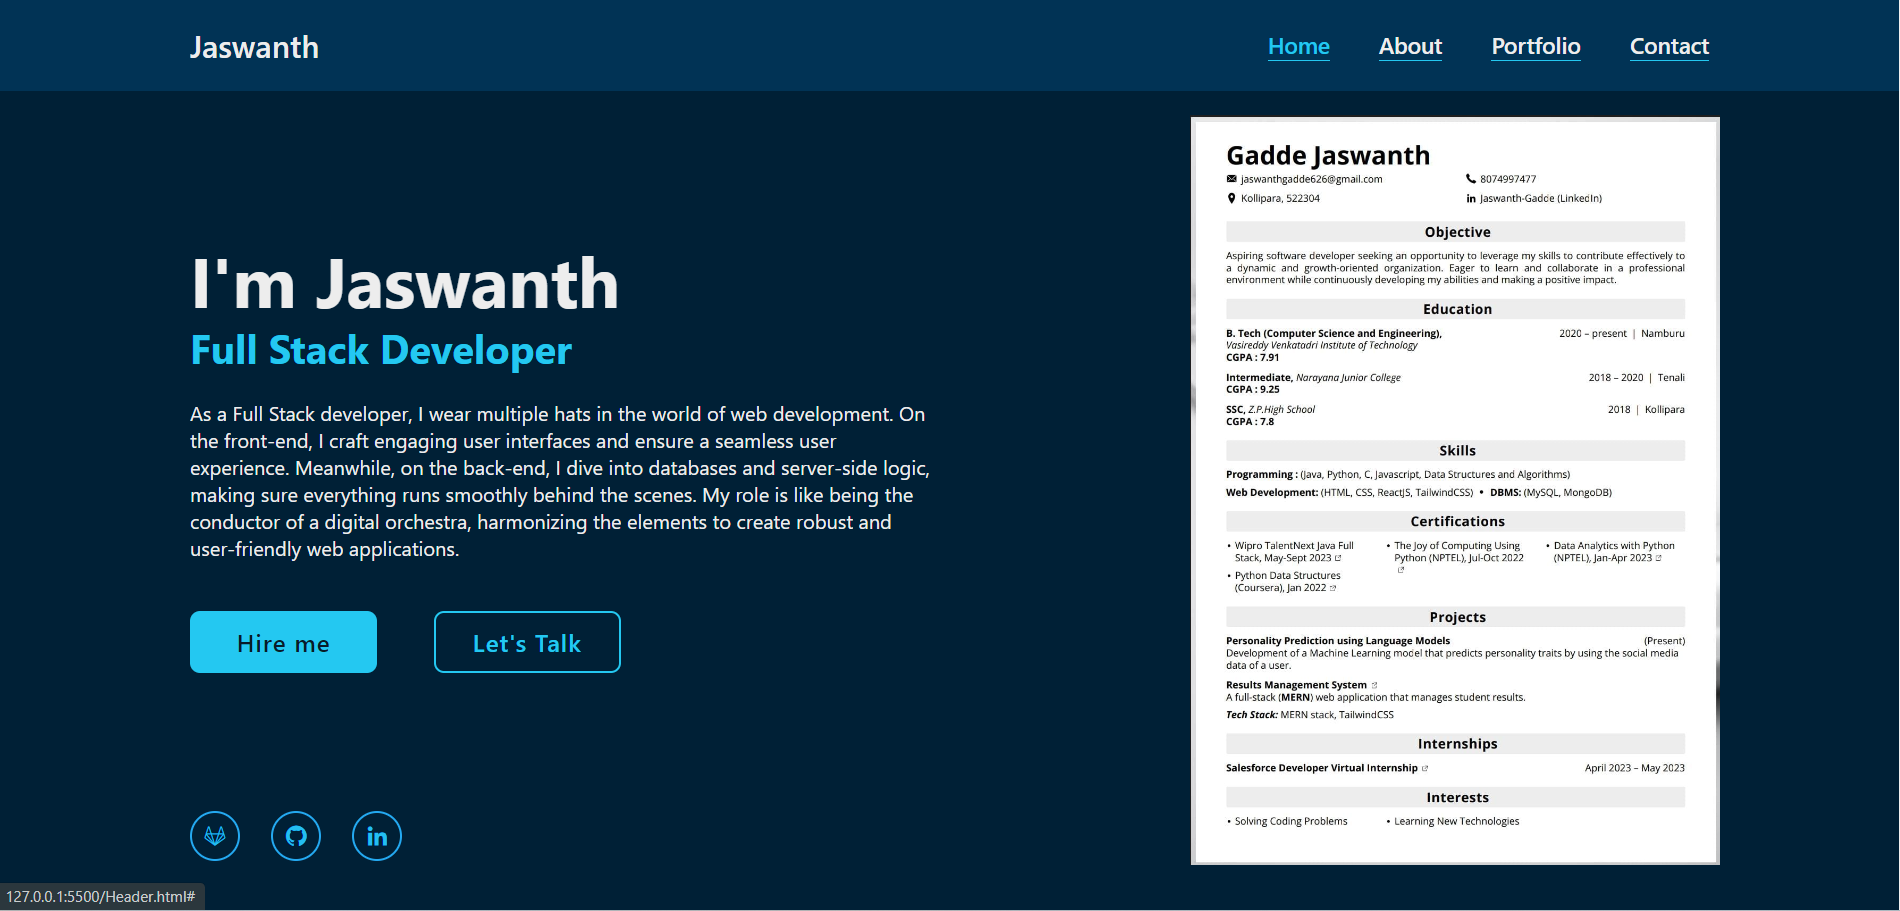 Jaswanth
Home About Portfolio Contact
I'm Jaswanth
Full Stack Developer
As a Full Stack developer, I wear multiple hats in the world of web development. On
the front-end, I craft engaging user interfaces and ensure a seamless user
experience. Meanwhile, on the back-end, I dive into databases and server-side logic,
making sure everything runs smoothly behind the scenes. My role is like being the
conductor of a digital orchestra, harmonizing the elements to create robust and
user-friendly web applications.
Hire me
Let's Talk
in
Gadde Jaswanth
jaswanthgadde626@gmail.com
8074997477
Kollipara, 522304
in Jaswanth-Gadde (LinkedIn)
Objective
Aspiring software developer seeking an opportunity to leverage my skills to contribute effectively to
a dynamic and growth-oriented organization. Eager to learn and collaborate in a professional
environment while continuously developing my abilities and making a positive impact.
Education
B. Tech (Computer Science and Engineering), 2020 – present | Namburu
Vasireddy Venkatadri Institute of Technology
CGPA : 7.91
Intermediate, Narayana Junior College 2018 – 2020 | Tenali
CGPA : 9.25
SSC, Z.P.High School 2018 | Kollipara
CGPA : 7.8
Skills
Programming : (Java, Python, C, Javascript, Data Structures and Algorithms)
Web Development: (HTML, CSS, ReactJS, TailwindCSS) • DBMS: (MySQL, MongoDB)
Certifications
• Wipro TalentNext Java Full
Stack, May-Sept 2023
• The Joy of Computing Using
Python (NPTEL), Jul-Oct 2022
• Data Analytics with Python
(NPTEL), Jan-Apr 2023
• Python Data Structures
(Coursera), Jan 2022
Projects
Personality Prediction using Language Models (Present)
Development of a Machine Learning model that predicts personality traits by using the social media
data of a user.
Results Management System
A full-stack (MERN) web application that manages student results.
Tech Stack: MERN stack, TailwindCSS
Internships
Salesforce Developer Virtual Internship April 2023 – May 2023
Interests
• Solving Coding Problems
• Learning New Technologies
127.0.0.1:5500/Header.html#